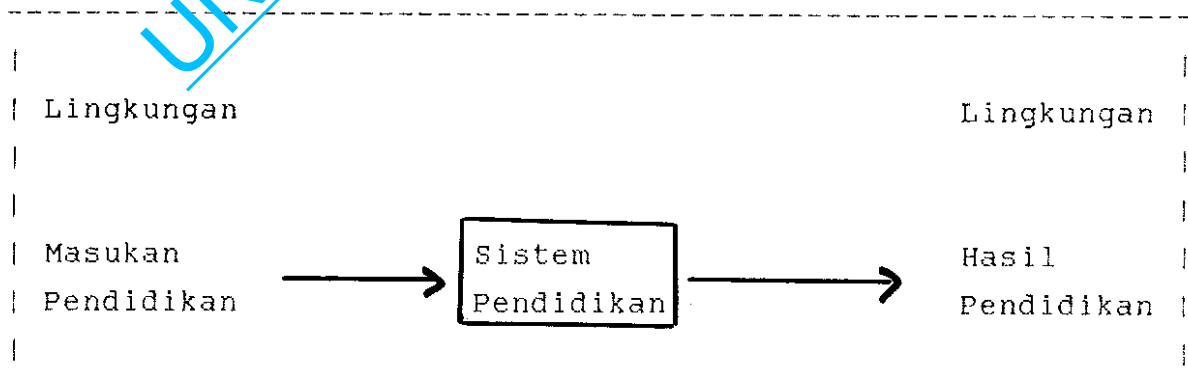 Lingkungan Lingkungan
Masukan Sistem Hasil
Pendidikan Pendidikan Pendidikan